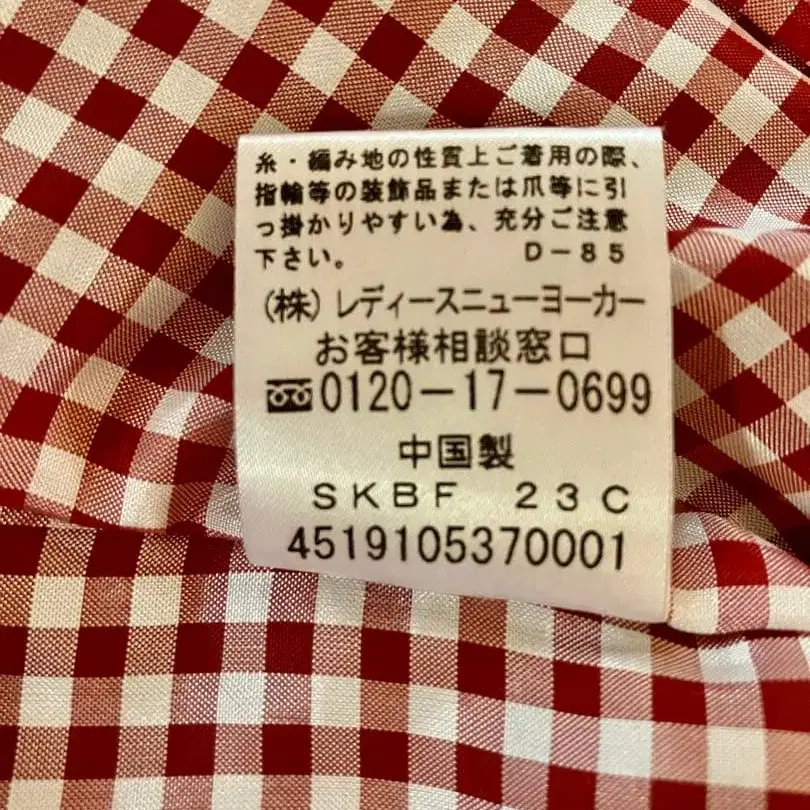 糸・編み地の性質上ご着用の際、
指輪等の装飾品または爪等に引
っ掛かりやすい為、充分ご注意
下さい。 D-85
(株)レディースニューヨーカー
お客様相談窓口
0120-17-0699
中国製
SKBF 23C
4519105370001